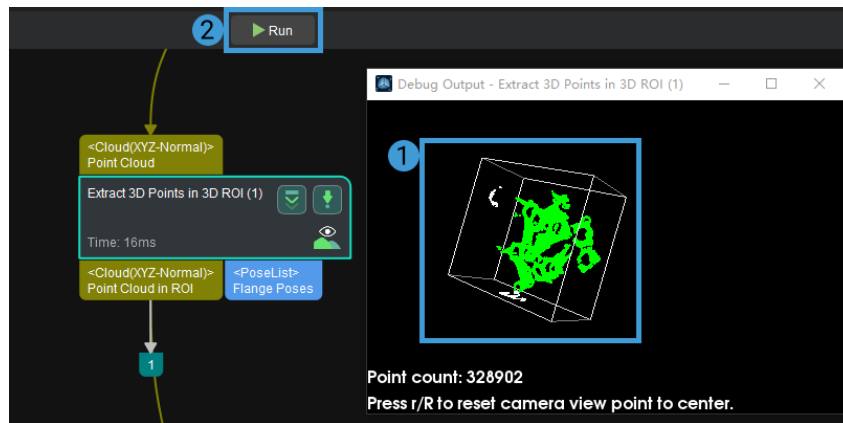 2
Run
Debug Output - Extract 3D Points in 3D ROI (1)
1
<Cloud(XYZ-Normal)>
Point Cloud
Extract 3D Points in 3D ROI (1)
Time: 16ms
<Cloud(XYZ-Normal)>
Point Cloud in ROI
<PoseList>
Flange Poses
1
Point count: 328902
Press r/R to reset camera view point to center.